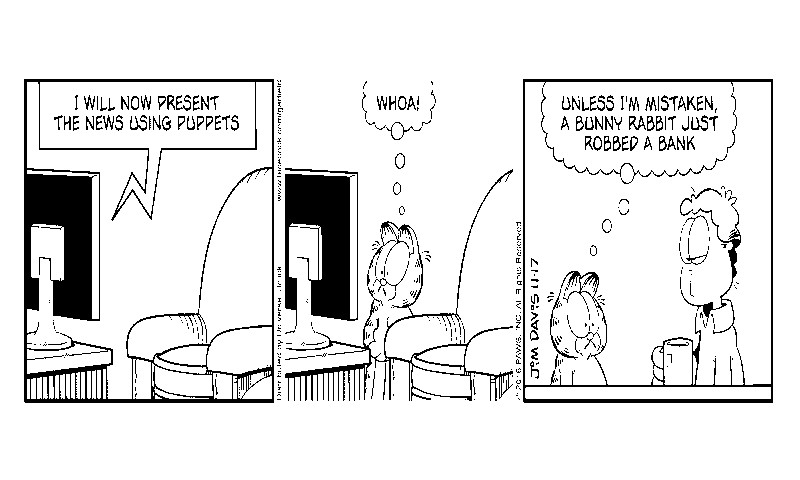 I WILL NOW PRESENT
THE NEWS USING PUPPETS
WHOA!
UNLESS I'M MISTAKEN,
A BUNNY RABBIT JUST
ROBBED A BANK
JIM DAVIS 11-17
PAWS, INC. All Rights Reserved